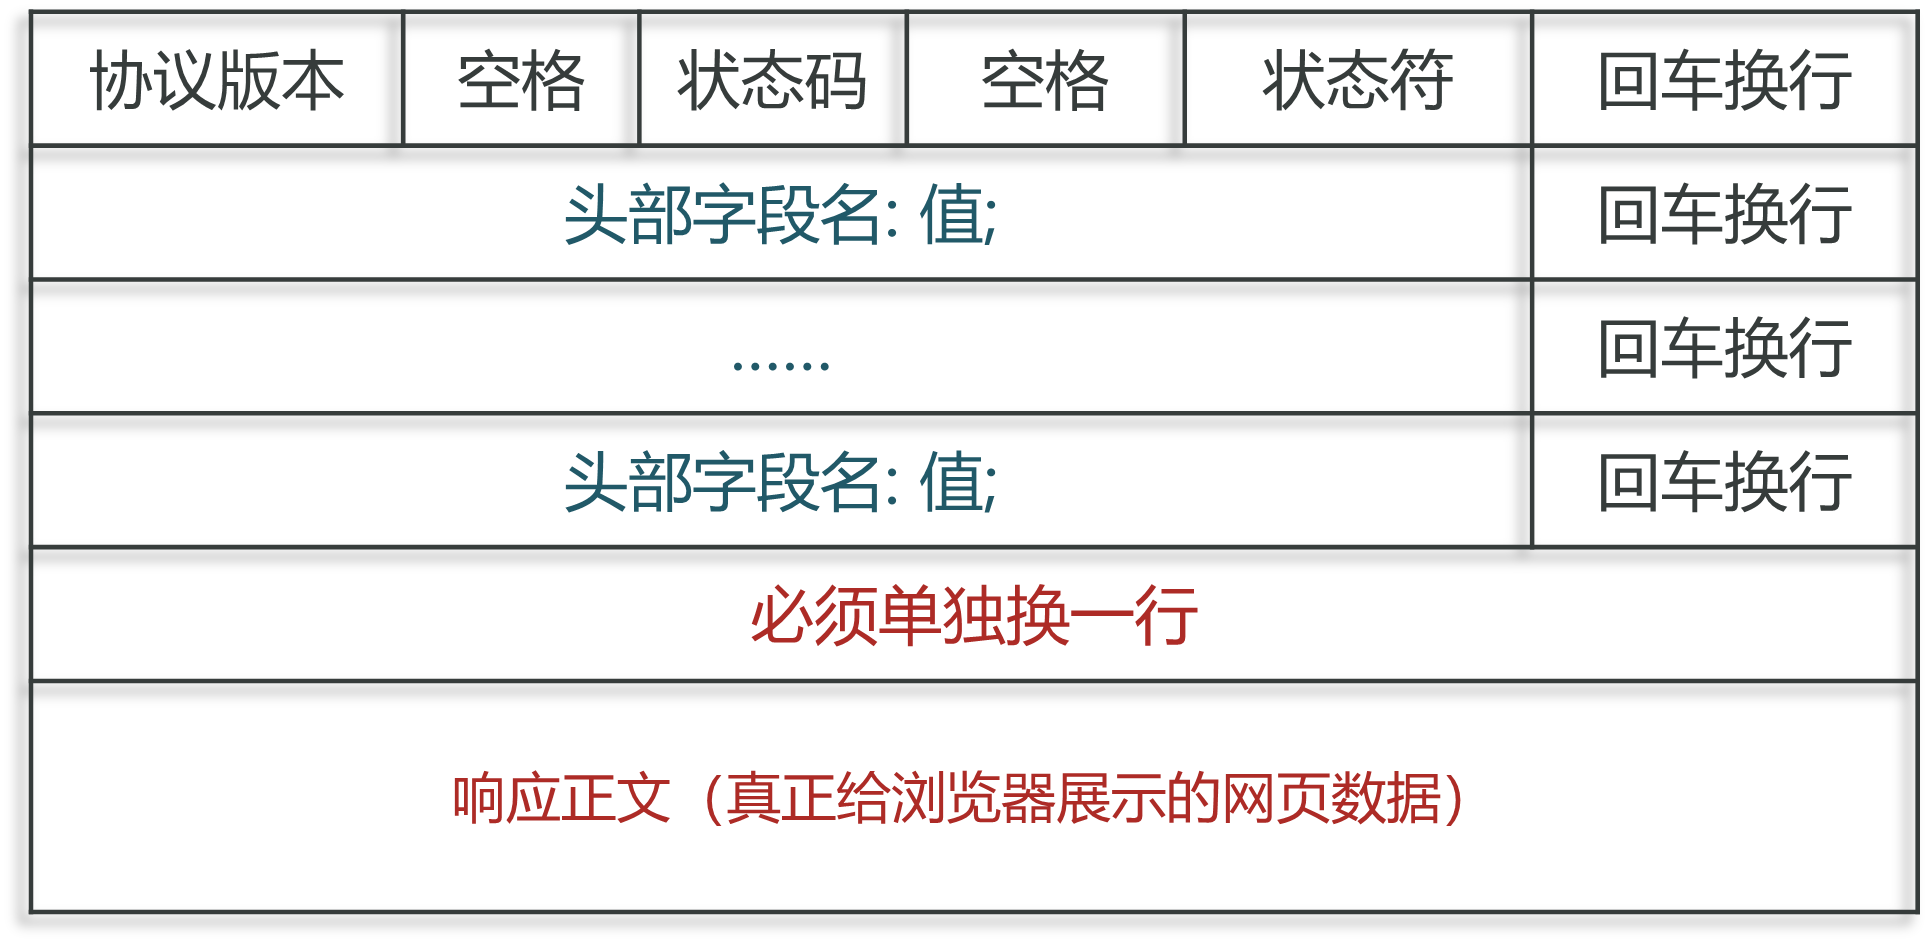 协议版本 空格 状态码 空格 状态符 回车换行
头部字段名: 值; 回车换行
…… 回车换行
头部字段名: 值; 回车换行
必须单独换一行
响应正文（真正给浏览器展示的网页数据）